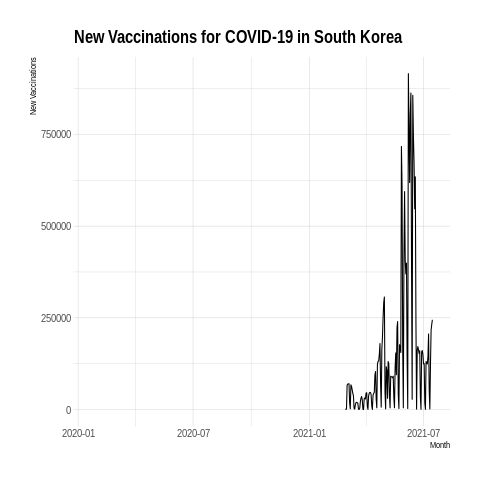 New Vaccinations for COVID-19 in South Korea
New Vaccinations
750000
500000
250000
0
2020-01 2020-07 2021-01 2021-07
Month